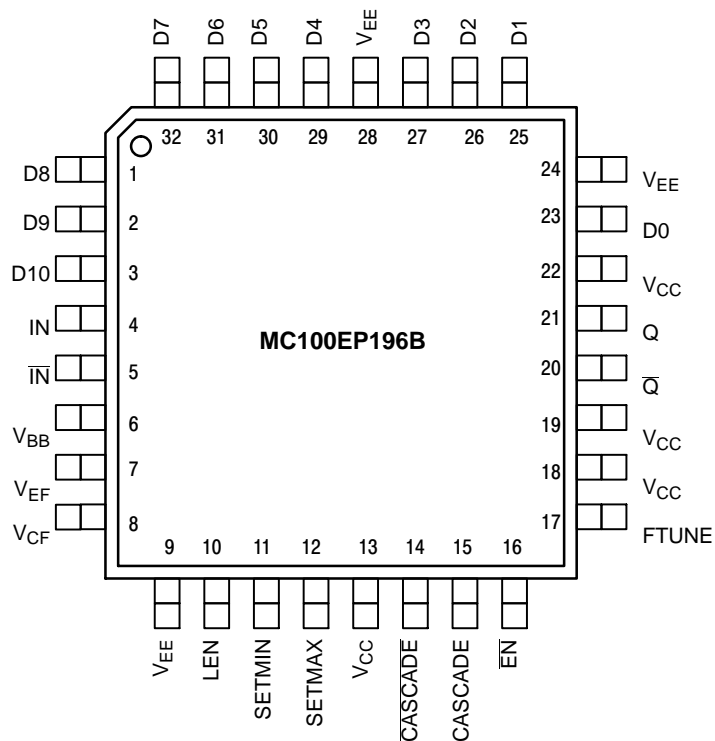 D7 D6 D5 D4 VEE D3 D2 D1
32 31 30 29 28 27 26 25
D8 1 24 VEE
D9 2 23 D0
D10 3 22 VCC
IN 4 21 Q
I̅N̅ 5 20 Q̅
VBB 6 19 VCC
VEF 7 18 VCC
VCF 8 17 FTUNE
MC100EP196B
9 10 11 12 13 14 15 16
VEE LEN SETMIN SETMAX VCC C̅A̅S̅C̅A̅D̅E̅ CASCADE E̅N̅